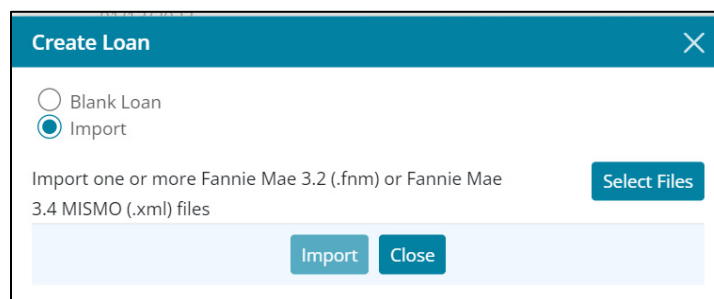 Create Loan
Blank Loan
Import
Import one or more Fannie Mae 3.2 (.fnm) or Fannie Mae
3.4 MISMO (.xml) files
Select Files
Import Close